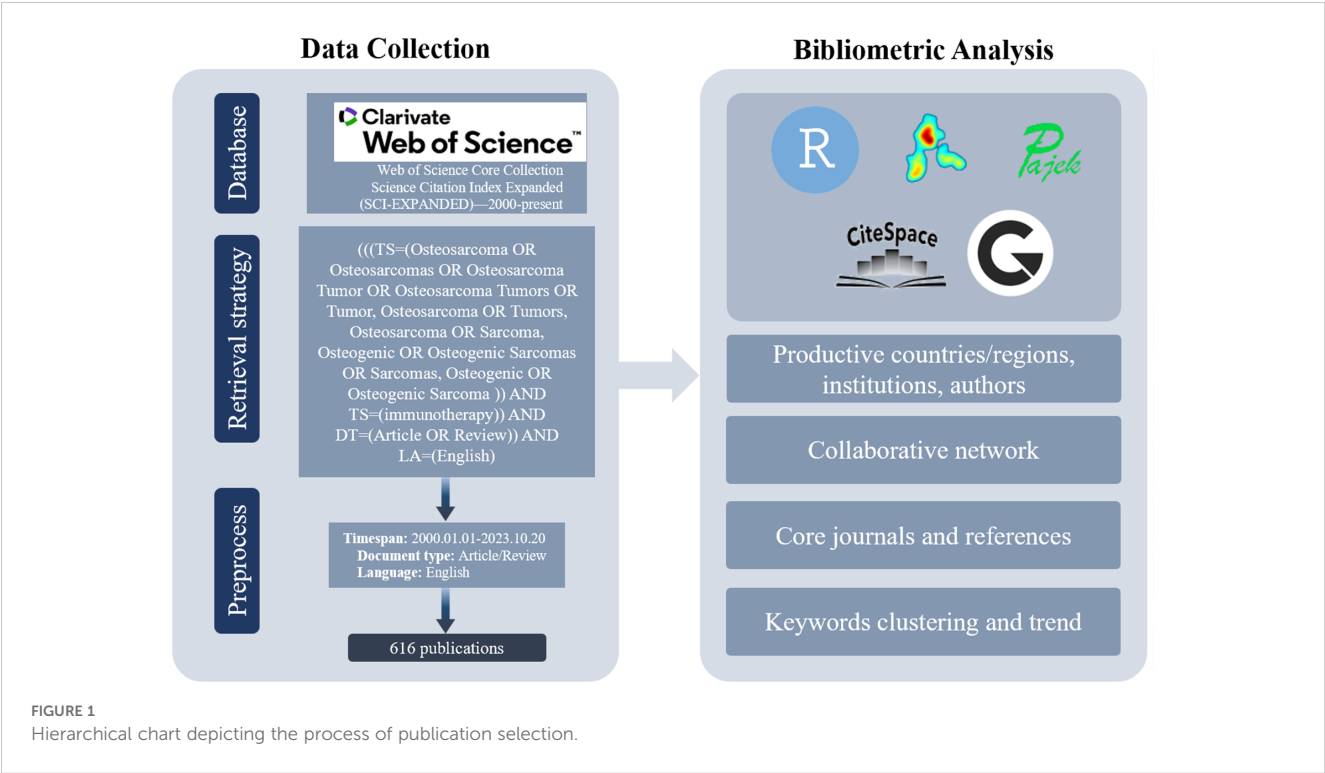 Data Collection
Database
Clarivate
Web of Science™
Web of Science Core Collection
Science Citation Index Expanded
(SCI-EXPANDED)—2000-present
Retrieval strategy
(((TS=(Osteosarcoma OR
Osteosarcomas OR Osteosarcoma
Tumor OR Osteosarcoma Tumors OR
Tumor, Osteosarcoma OR Tumors,
Osteosarcoma OR Sarcoma,
Osteogenic OR Osteogenic Sarcomas
OR Sarcomas, Osteogenic OR
Osteogenic Sarcoma )) AND
TS=(immunotherapy)) AND
DT=(Article OR Review)) AND
LA=(English)
Preprocess
Timespan: 2000.01.01-2023.10.20
Document type: Article/Review
Language: English
616 publications
Bibliometric Analysis
R
Pajek
CiteSpace
G
Productive countries/regions,
institutions, authors
Collaborative network
Core journals and references
Keywords clustering and trend
FIGURE 1
Hierarchical chart depicting the process of publication selection.